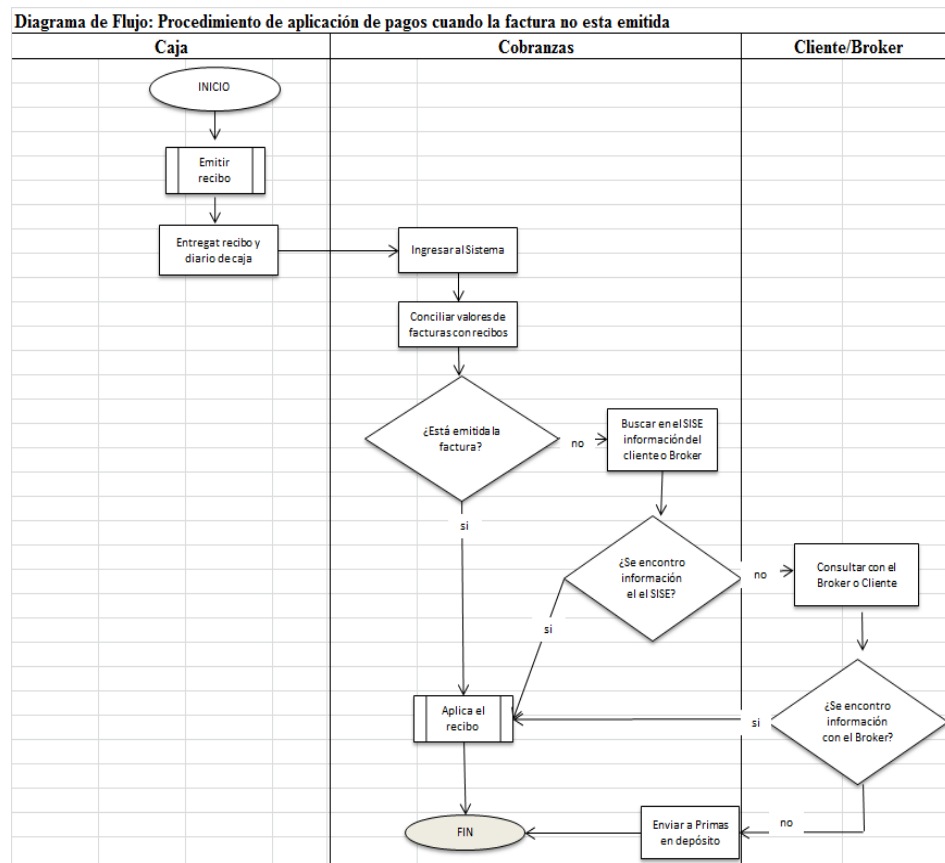 Diagrama de Flujo: Procedimiento de aplicación de pagos cuando la factura no esta emitida
Caja
Cobranzas
Cliente/Broker
INICIO
Emitir
recibo
Entregat recibo y
diario de caja
Ingresar al Sistema
Conciliar valores de
facturas con recibos
¿Está emitida la
factura?
no
Buscar en el SISE
información del
cliente o Broker
si
¿Se encontro
información
el el SISE?
no
Consultar con el
Broker o Cliente
si
Aplica el
recibo
si
¿Se encontro
información
con el Broker?
FIN
Enviar a Primas
en depósito
no